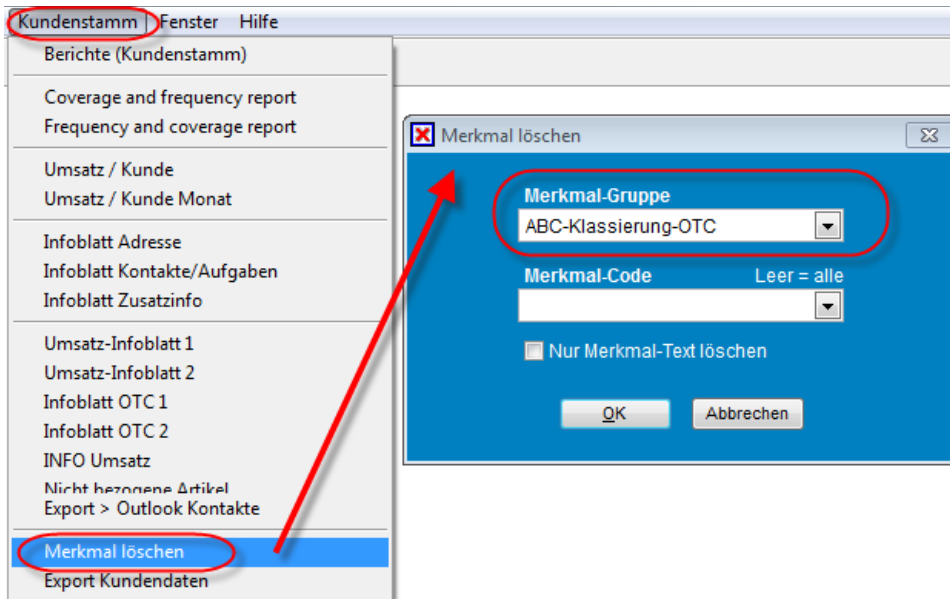 Kundenstamm Fenster Hilfe
Berichte (Kundenstamm)
Coverage and frequency report
Frequency and coverage report
Umsatz / Kunde
Umsatz / Kunde Monat
Infoblatt Adresse
Infoblatt Kontakte/Aufgaben
Infoblatt Zusatzinfo
Umsatz-Infoblatt 1
Umsatz-Infoblatt 2
Infoblatt OTC 1
Infoblatt OTC 2
INFO Umsatz
Nicht bezogene Artikel
Export > Outlook Kontakte
Merkmal löschen
Export Kundendaten
Merkmal löschen
Merkmal-Gruppe
ABC-Klassierung-OTC
Merkmal-Code Leer = alle
Nur Merkmal-Text löschen
OK Abbrechen